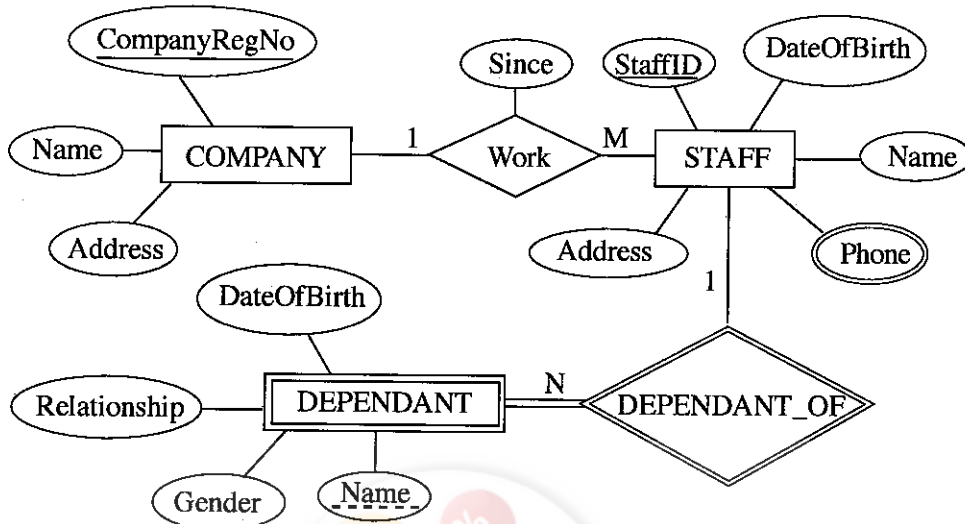 CompanyRegNo
Since
StaffID
DateOfBirth
Name
COMPANY
1
Work
M
STAFF
Name
Address
Address
Phone
1
DateOfBirth
N
Relationship
DEPENDANT
DEPENDANT_OF
Gender
Name